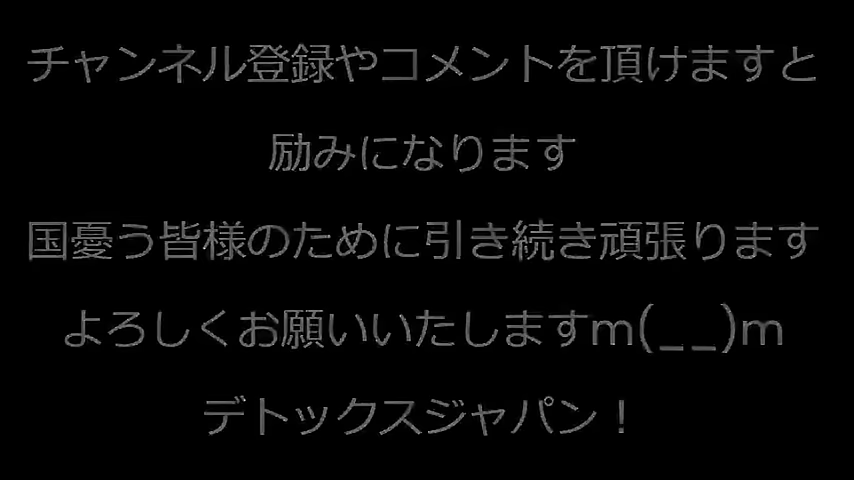 チャンネル登録やコメントを頂けますと
励みになります
国憂う皆様のために引き続き頑張ります
よろしくお願いいたしますm(__)m
デトックスジャパン！